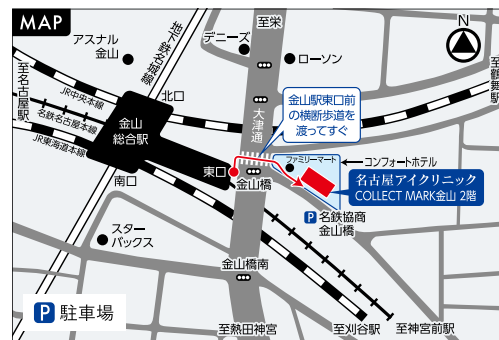 MAP
N
至栄
デニーズ
ローソン
アスナル
金山
地下鉄名城線
至鶴舞駅
至名古屋駅
JR中央本線
名鉄名古屋本線
JR東海道本線
北口
大津通
金山
総合駅
金山駅東口前
の横断歩道を
渡ってすぐ
ファミリーマート
コンフォートホテル
東口
金山橋
名古屋アイクリニック
COLLECT MARK金山 2階
南口
P 名鉄協商
金山橋
スター
バックス
金山橋南
P 駐車場
至熱田神宮
至刈谷駅
至神宮前駅